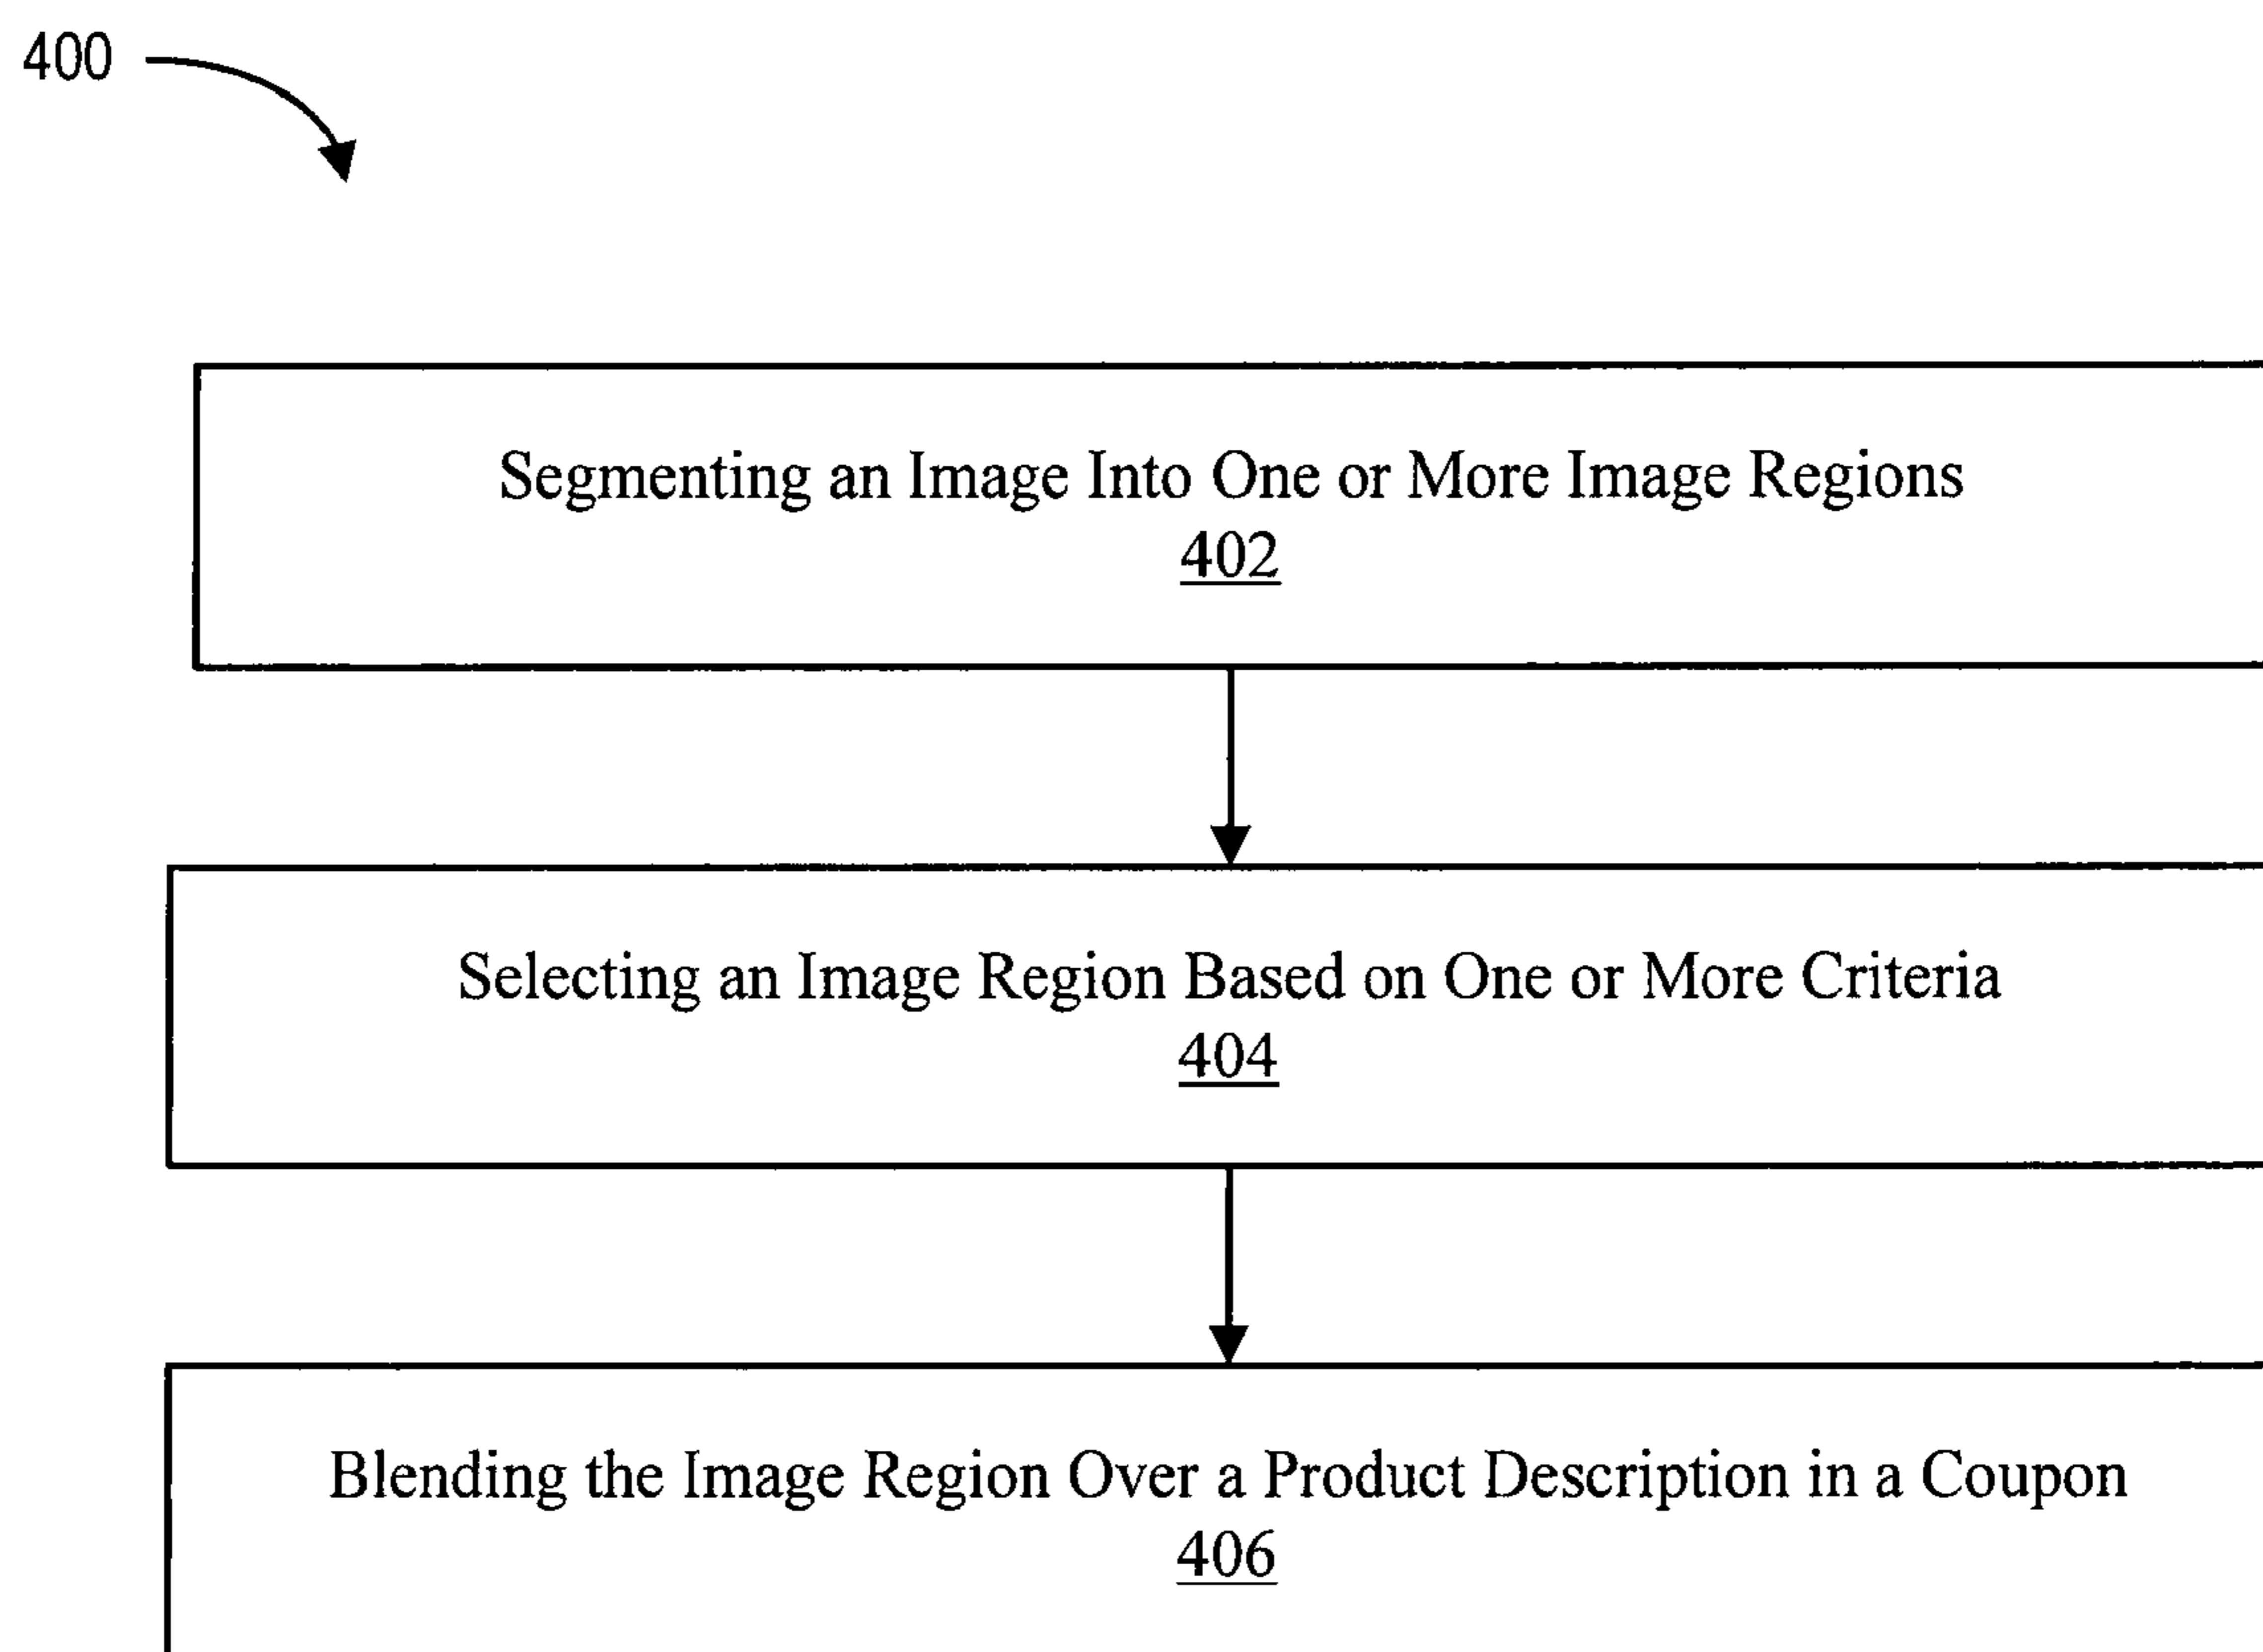 400
Segmenting an Image Into One or More Image Regions
402
Selecting an Image Region Based on One or More Criteria
404
Blending the Image Region Over a Product Description in a Coupon
406